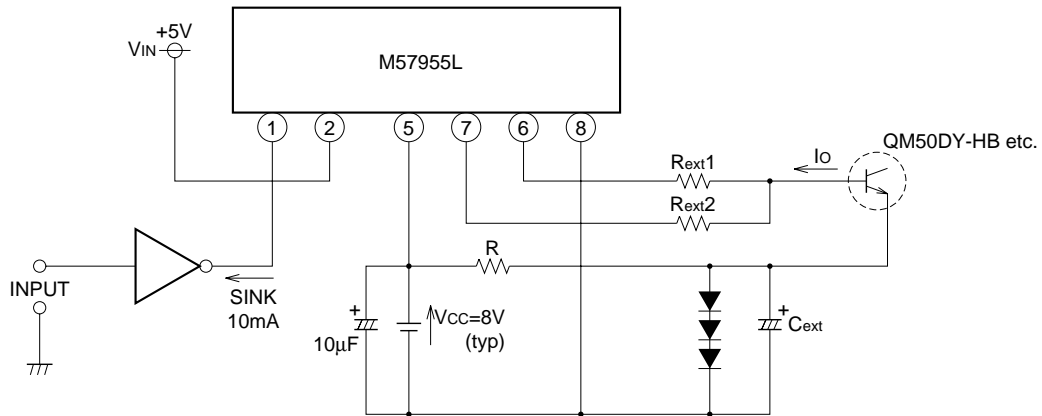 +5V
VIN
M57955L
1
2
5
7
6
8
QM50DY-HB etc.
IO
Rext1
Rext2
R
INPUT
SINK
10mA
+
10µF
VCC=8V
(typ)
+
Cext